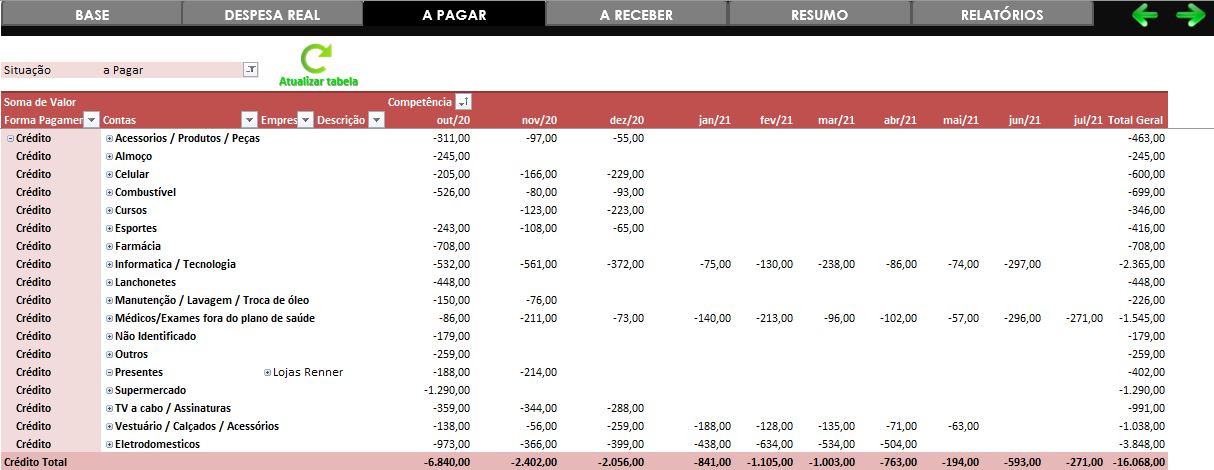 BASE DESPESA REAL A PAGAR A RECEBER RESUMO RELATÓRIOS
Situação a Pagar
Atualizar tabela
Soma de Valor Competência
Forma Pagamer Contas Empres Descrição out/20 nov/20 dez/20 jan/21 fev/21 mar/21 abr/21 mai/21 jun/21 jul/21 Total Geral
Crédito Acessorios / Produtos / Peças -311,00 -97,00 -55,00 -463,00
Crédito Almoço -245,00 -245,00
Crédito Celular -205,00 -166,00 -229,00 -600,00
Crédito Combustível -526,00 -80,00 -93,00 -699,00
Crédito Cursos -123,00 -223,00 -346,00
Crédito Esportes -243,00 -108,00 -65,00 -416,00
Crédito Farmácia -708,00 -708,00
Crédito Informatica / Tecnologia -532,00 -561,00 -372,00 -75,00 -130,00 -238,00 -86,00 -74,00 -297,00 -2.365,00
Crédito Lanchonetes -448,00 -448,00
Crédito Manutenção / Lavagem / Troca de óleo -150,00 -76,00 -226,00
Crédito Médicos/Exames fora do plano de saúde -86,00 -211,00 -73,00 -140,00 -213,00 -96,00 -102,00 -57,00 -296,00 -271,00 -1.545,00
Crédito Não Identificado -179,00 -179,00
Crédito Outros -259,00 -259,00
Crédito Presentes Lojas Renner -188,00 -214,00 -402,00
Crédito Supermercado -1.290,00 -1.290,00
Crédito TV a cabo / Assinaturas -359,00 -344,00 -288,00 -991,00
Crédito Vestuário / Calçados / Acessórios -138,00 -56,00 -259,00 -188,00 -128,00 -135,00 -71,00 -63,00 -1.038,00
Crédito Eletrodomesticos -973,00 -366,00 -399,00 -438,00 -634,00 -534,00 -504,00 -3.848,00
Crédito Total -6.840,00 -2.402,00 -2.056,00 -841,00 -1.105,00 -1.003,00 -763,00 -194,00 -593,00 -271,00 -16.068,00